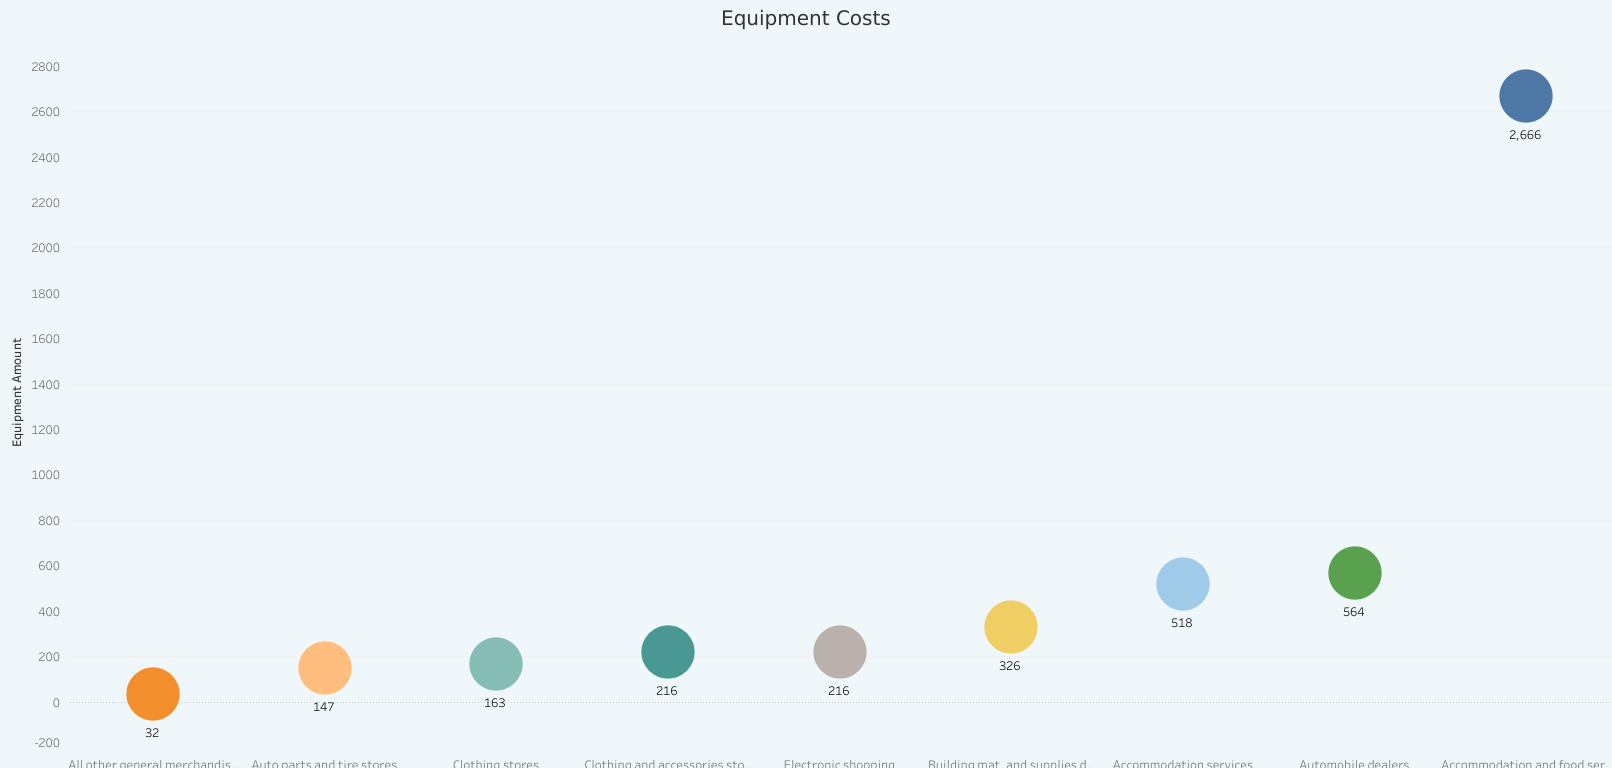 Equipment Costs
2800
2600
2400
2200
2000
1800
1600
1400
1200
1000
800
600
400
200
0
-200
Equipment Amount
2,666
564
518
326
216
216
163
147
32
All other general merchandis..
Auto parts and tire stores
Clothing stores
Clothing and accessories sto..
Electronic shopping
Building mat. and supplies d..
Accommodation services
Automobile dealers
Accommodation and food ser..